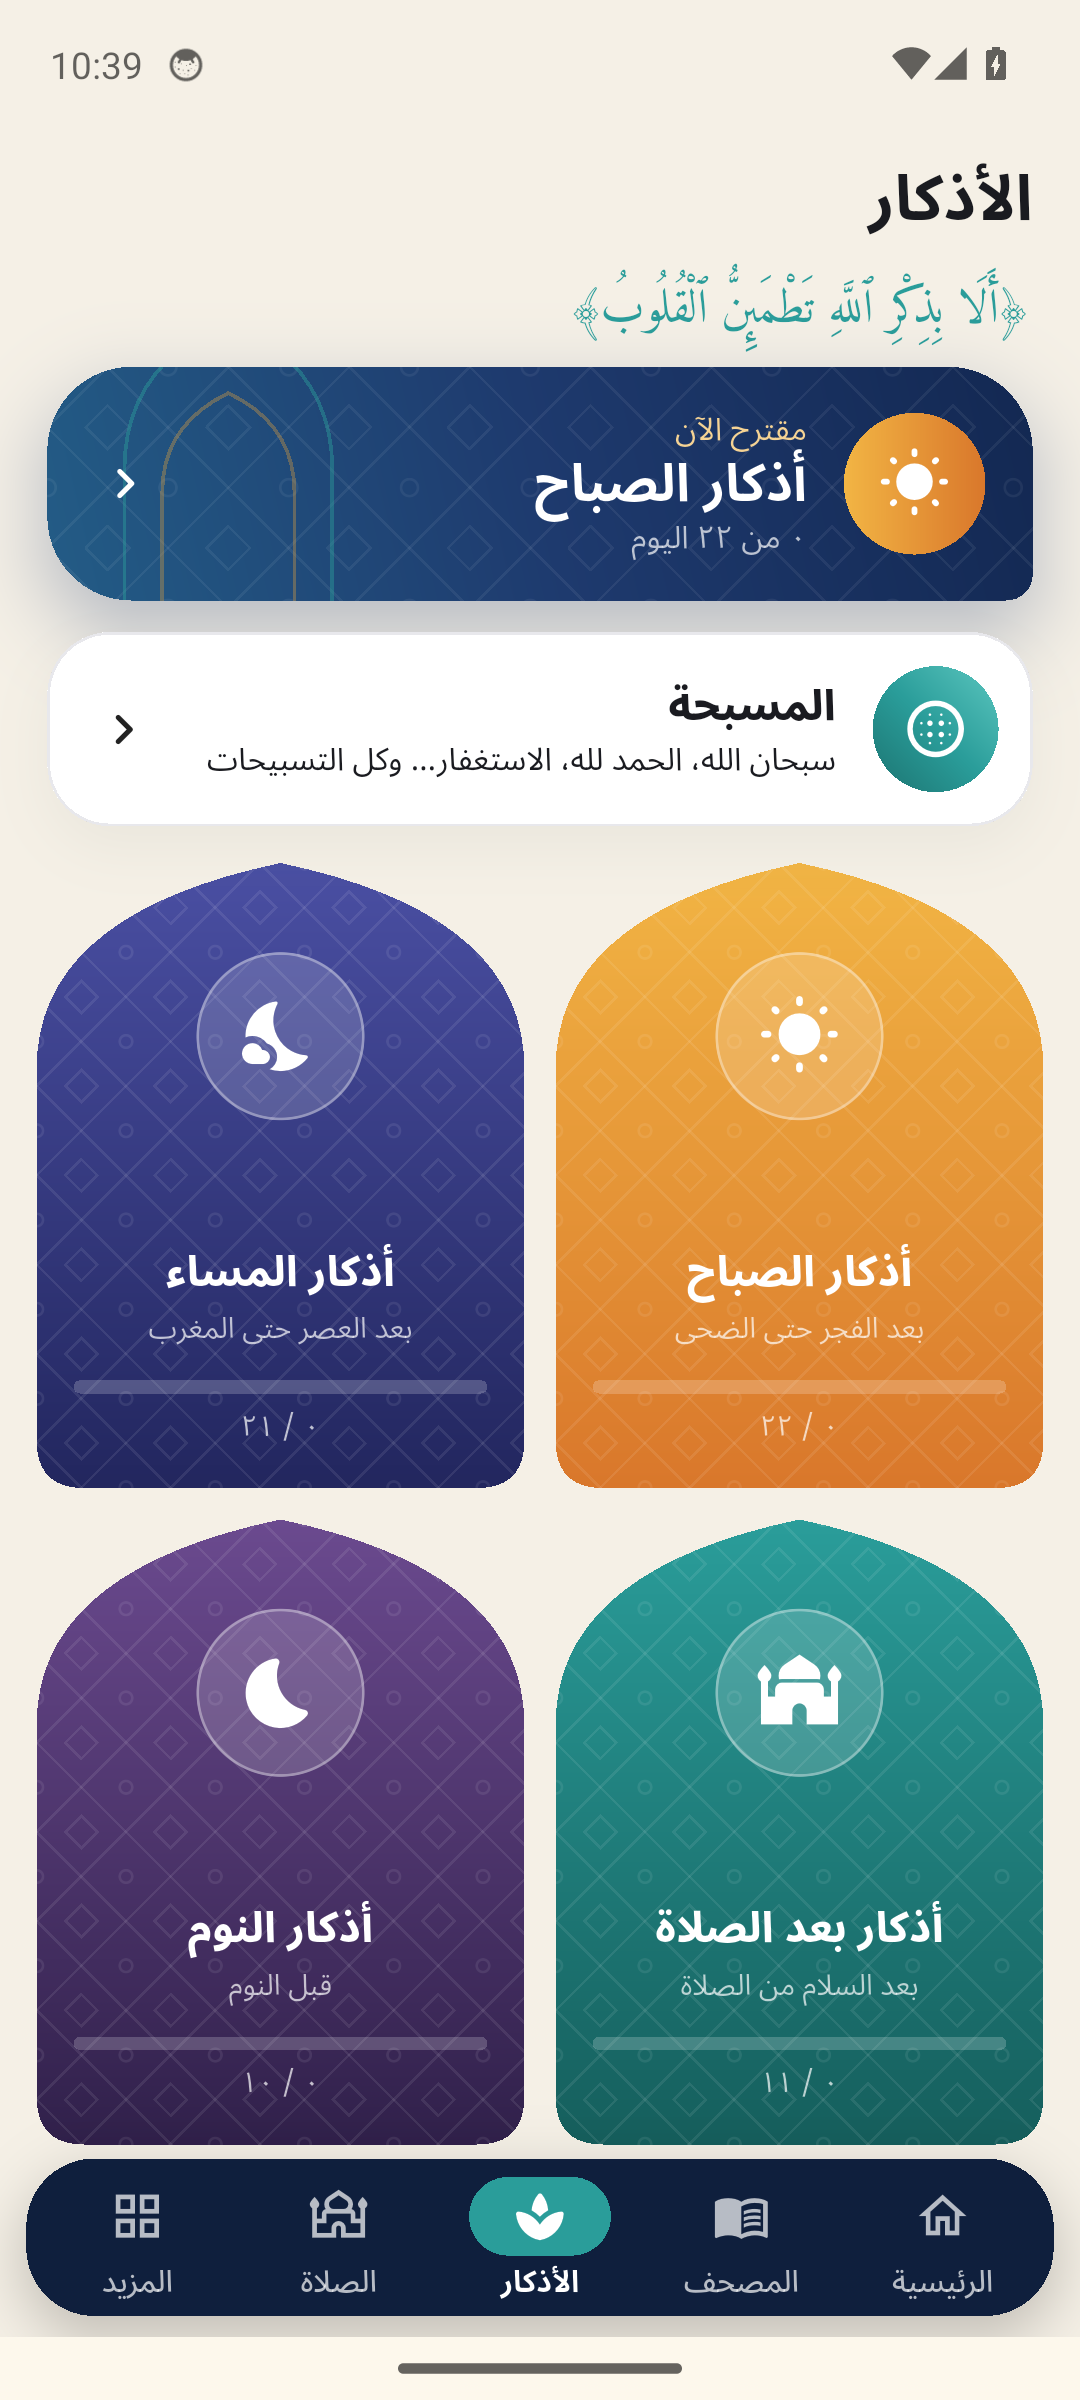 10:39
الأذكار
﴿أَلَا بِذِكْرِ ٱللَّهِ تَطْمَئِنُّ ٱلْقُلُوبُ﴾
مقترح الآن
أذكار الصباح
٠ من ٢٢ اليوم
المسبحة
سبحان الله، الحمد لله، الاستغفار... وكل التسبيحات
أذكار الصباح
بعد الفجر حتى الضحى
٠ / ٢٢
أذكار المساء
بعد العصر حتى المغرب
٠ / ٢١
أذكار بعد الصلاة
بعد السلام من الصلاة
٠ / ١١
أذكار النوم
قبل النوم
٠ / ١٠
الرئيسية
المصحف
الأذكار
الصلاة
المزيد